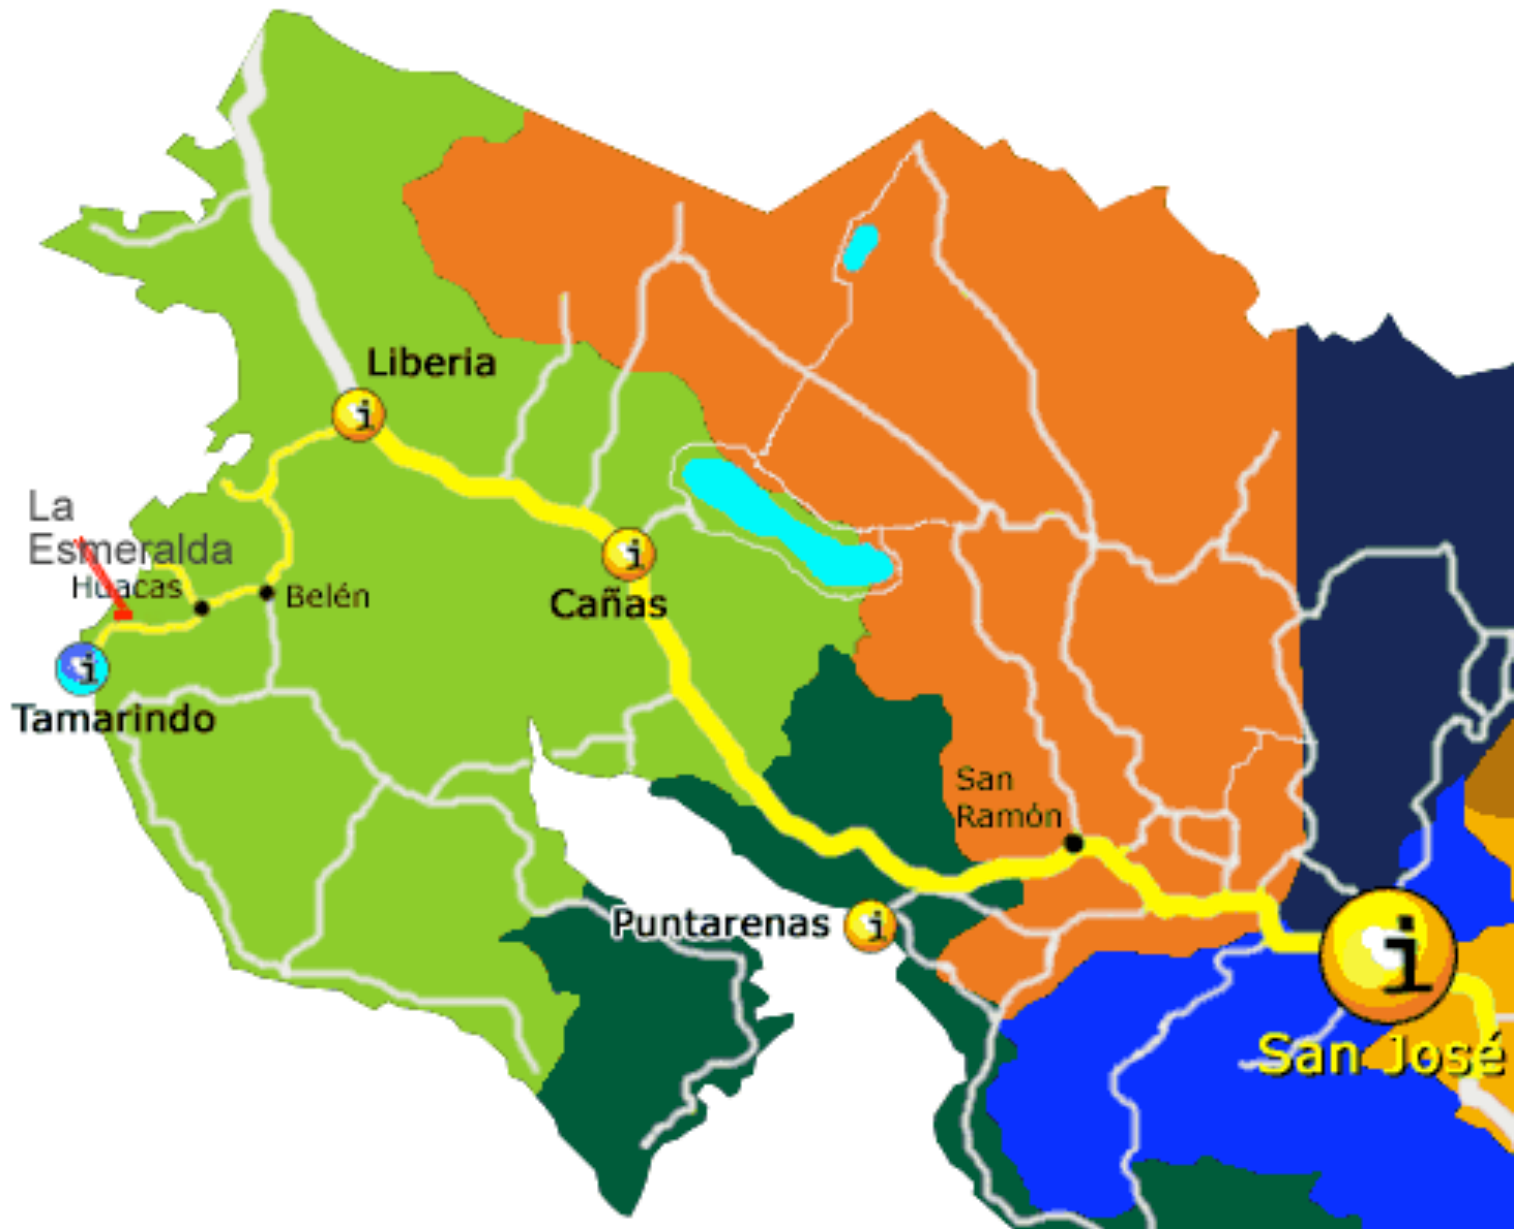 Liberia
La
Esmeralda
Huacas
Belén
Cañas
Tamarindo
San
Ramón
Puntarenas
San José
i
i
i
i
i